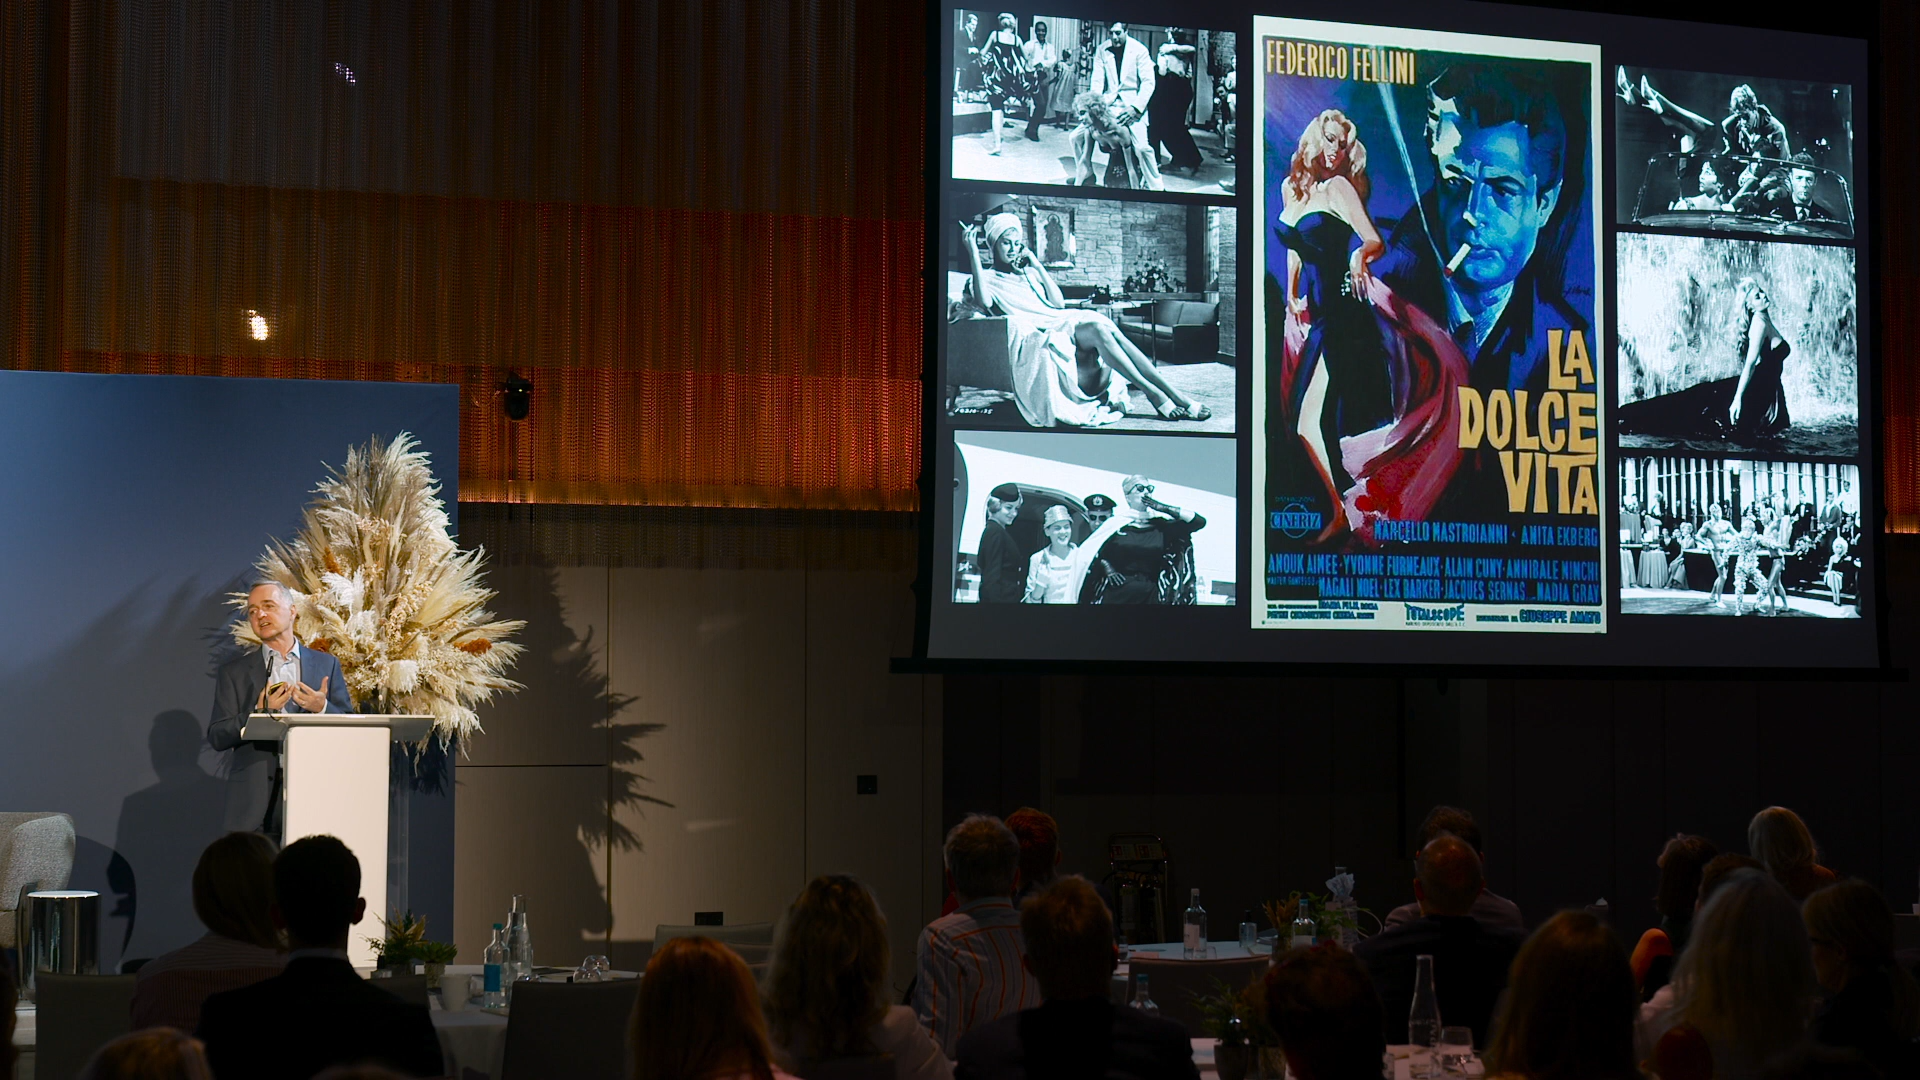 FEDERICO FELLINI
LA
DOLCE
VITA
CINERIZ
MARCELLO MASTROIANNI · ANITA EKBERG
ANOUK AIMEE · YVONNE FURNEAUX · ALAIN CUNY · ANNIBALE NINCHI
MAGALI NOEL · LEX BARKER · JACQUES SERNAS NADIA GRAY
TOTALSCOPE
GIUSEPPE AMATO